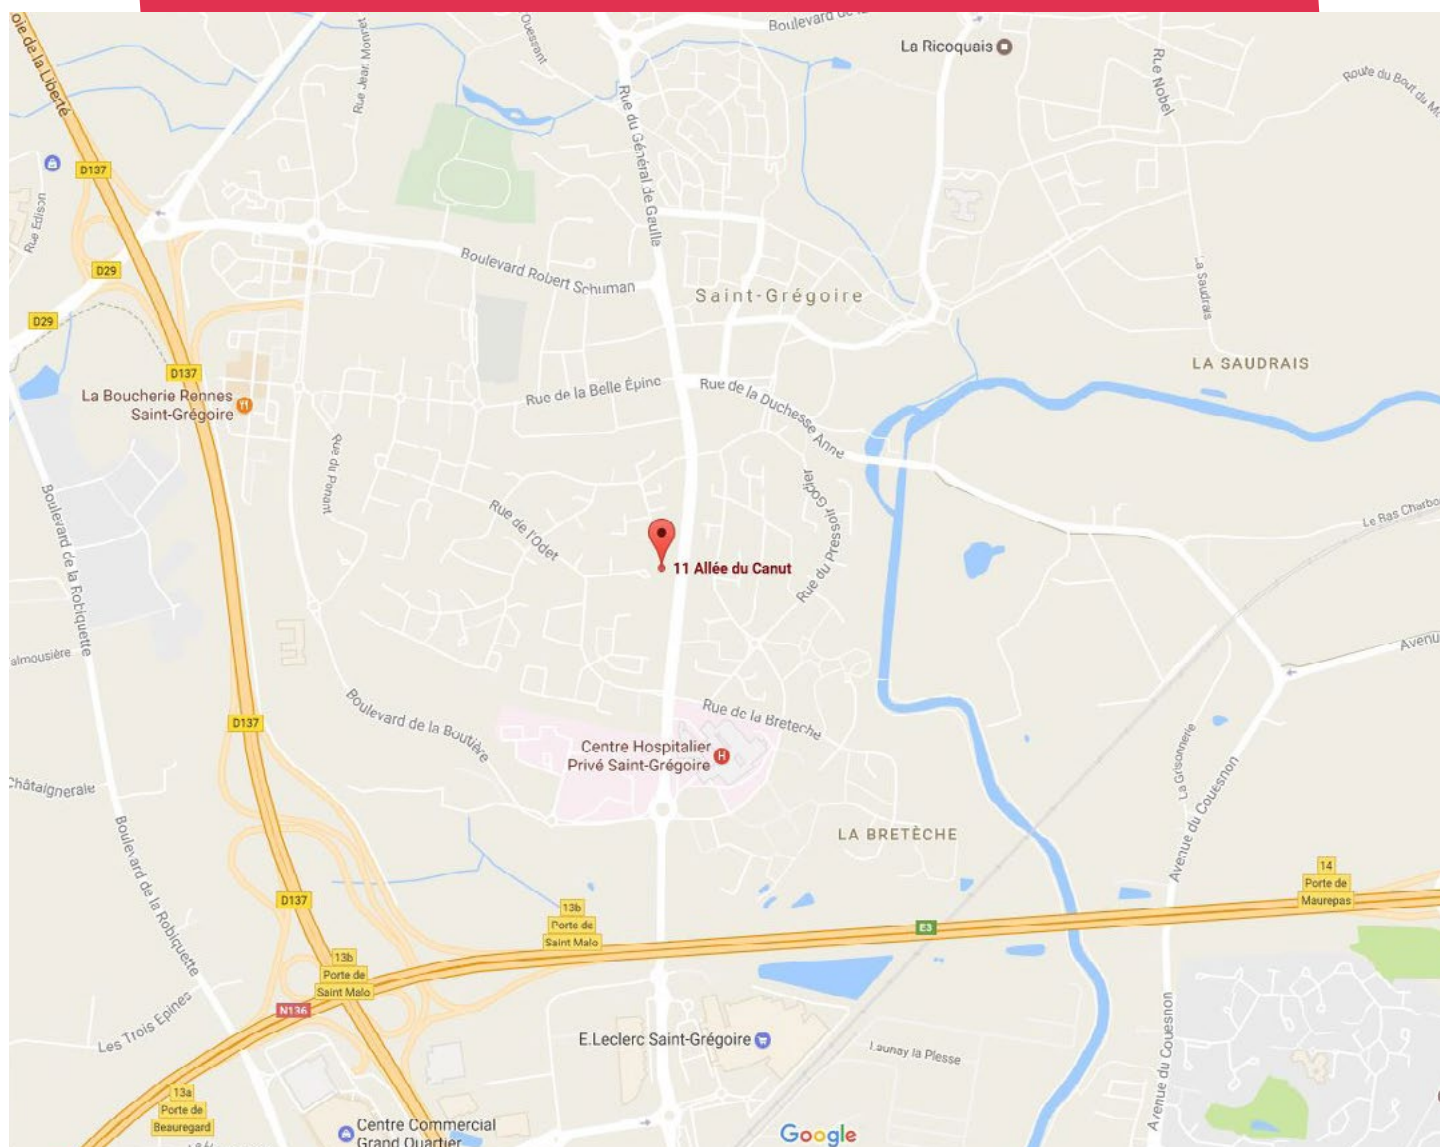 Boulevard de la
La Ricoquais
oie de la Liberté
Rue Jean Monnet
Ouessant
Rue Nobel
Route du Bout du Mo
D137
Rue du Général de Gaulle
Rue Edison
D29
Boulevard Robert Schuman
La Saudrais
Saint-Grégoire
D29
LA SAUDRAIS
D137
La Boucherie Rennes
Saint-Grégoire
Rue de la Belle Épine
Rue de la Duchesse Anne
Rue du Ponant
Rue de l'Odet
Rue du Pressoir Godier
Le Bas Charbo
11 Allée du Canut
Boulevard de la Robiquette
almousière
Avenu
D137
Boulevard de la Boutière
Rue de la Breteche
Centre Hospitalier
Privé Saint-Grégoire
H
La Grisonnerie
Châtaigneraie
Avenue du Couesnon
LA BRETÈCHE
Boulevard de la Robiquette
14
Porte de
Maurepas
D137
13b
Porte de
Saint Malo
E3
13b
Porte de
Saint Malo
N136
Les Trois Epines
E.Leclerc Saint-Grégoire
Launay la Plesse
Avenue du Couesnon
13a
Porte de
Beauregard
Centre Commercial
Grand Quartier
Google